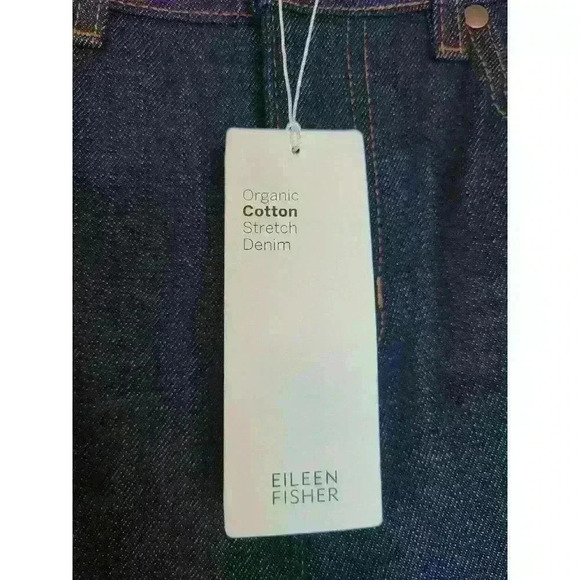 Organic
Cotton
Stretch
Denim
EILEEN
FISHER